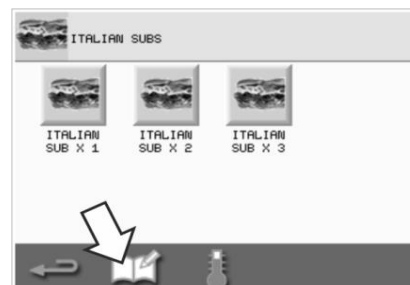 ITALIAN SUBS
ITALIAN
SUB X 1
ITALIAN
SUB X 2
ITALIAN
SUB X 3